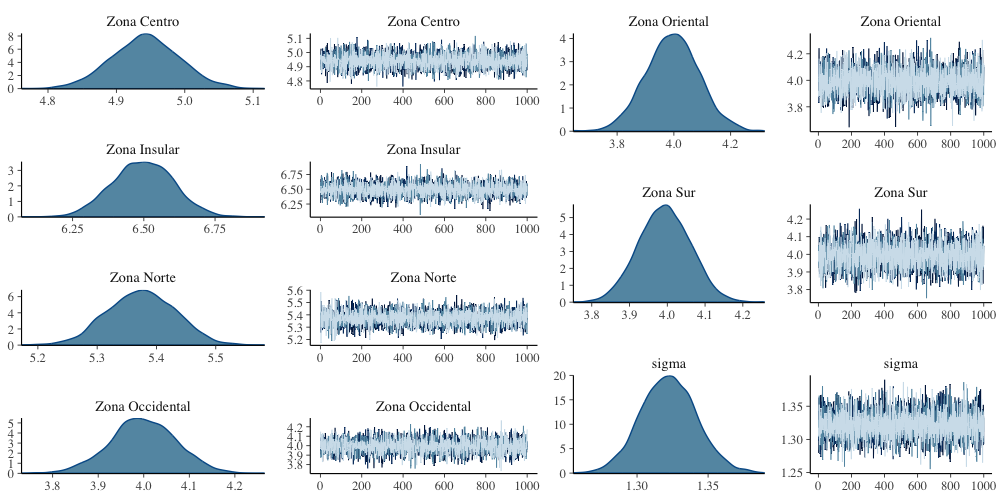 Zona Centro
8
6
4
2
0
4.8 4.9 5.0 5.1
Zona Centro
5.1
5.0
4.9
4.8
0 200 400 600 800 1000
Zona Insular
3
2
1
0
6.25 6.50 6.75
Zona Insular
6.75
6.50
6.25
0 200 400 600 800 1000
Zona Norte
6
4
2
0
5.2 5.3 5.4 5.5
Zona Norte
5.6
5.5
5.4
5.3
5.2
0 200 400 600 800 1000
Zona Occidental
5
4
3
2
1
0
3.8 3.9 4.0 4.1 4.2
Zona Occidental
4.2
4.1
4.0
3.9
3.8
0 200 400 600 800 1000
Zona Oriental
4
3
2
1
0
3.8 4.0 4.2
Zona Oriental
4.2
4.0
3.8
0 200 400 600 800 1000
Zona Sur
5
4
3
2
1
0
3.8 3.9 4.0 4.1 4.2
Zona Sur
4.2
4.1
4.0
3.9
3.8
0 200 400 600 800 1000
sigma
20
15
10
5
0
1.30 1.35
sigma
1.35
1.30
1.25
0 200 400 600 800 1000